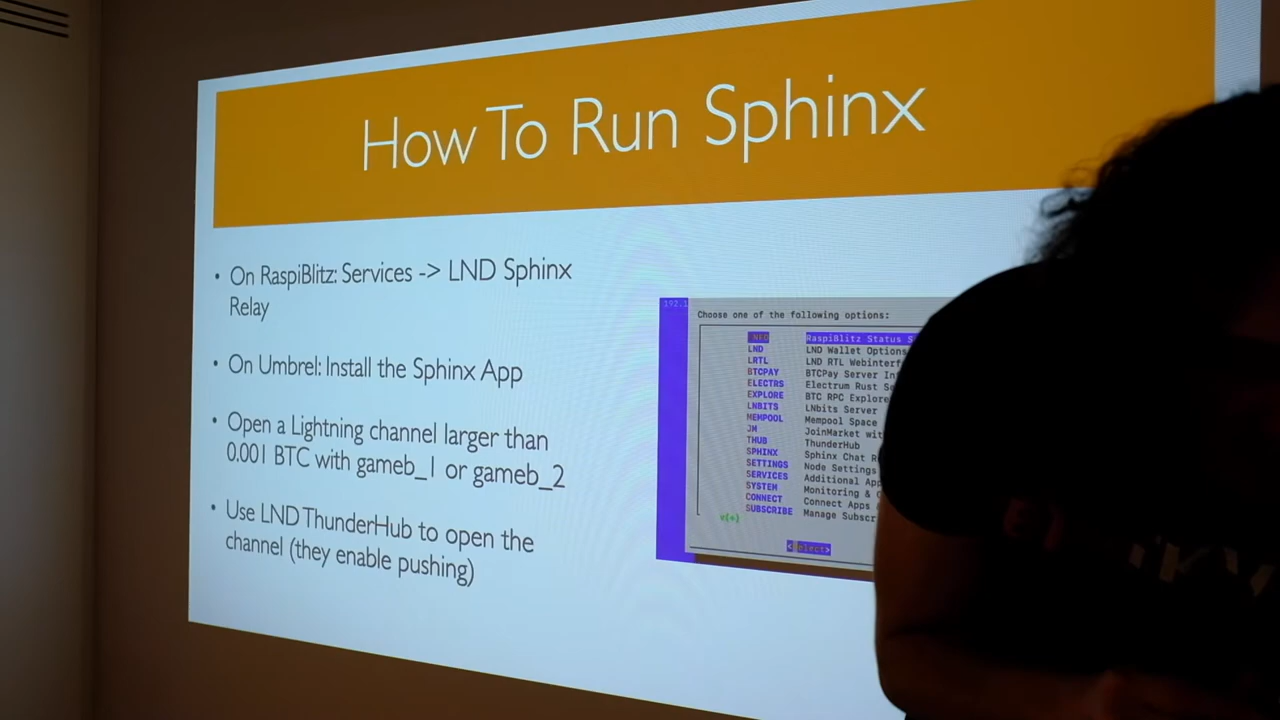 How To Run Sphinx
• On RaspiBlitz: Services -> LND Sphinx
Relay
• On Umbrel: Install the Sphinx App
• Open a Lightning channel larger than
0.001 BTC with gameb_1 or gameb_2
• Use LND ThunderHub to open the
channel (they enable pushing)
192.1
Choose one of the following options:
RaspiBlitz Status S
LND LND Wallet Options
LRTL LND RTL Webinterf
BTCPAY BTCPay Server In
ELECTRS Electrum Rust Se
EXPLORE BTC RPC Explore
LNBITS LNbits Server
MEMPOOL Mempool Space
JM JoinMarket wit
THUB ThunderHub
SPHINX Sphinx Chat R
SETTINGS Node Settings
SERVICES Additional App
SYSTEM Monitoring & C
CONNECT Connect Apps &
SUBSCRIBE Manage Subscri
v(+)
<Select>